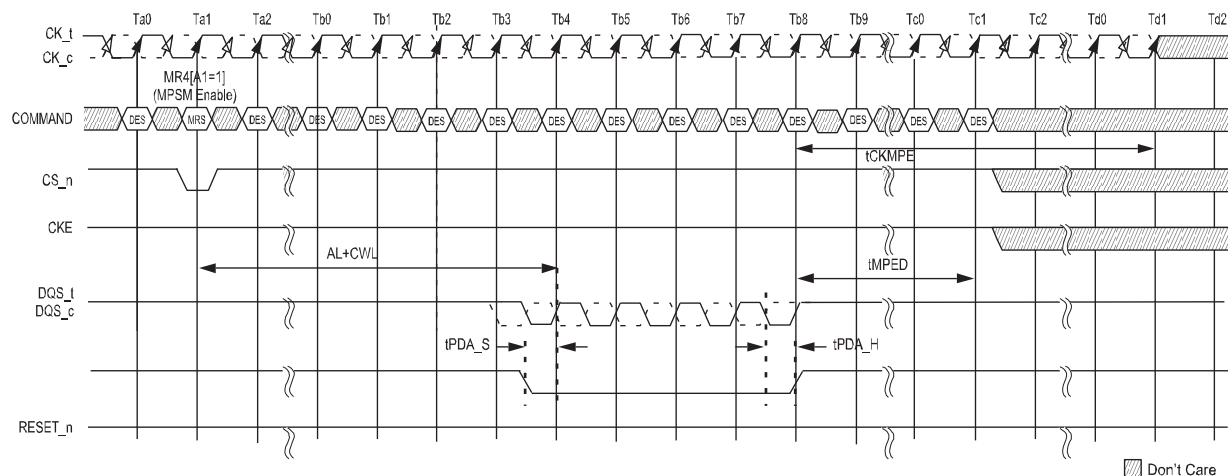 Ta0 Ta1 Ta2 Tb0 Tb1 Tb2 Tb3 Tb4 Tb5 Tb6 Tb7 Tb8 Tb9 Tc0 Tc1 Tc2 Td0 Td1 Td2
CK_t
CK_c
MR4[A1=1]
(MPSM Enable)
COMMAND DES MRS DES DES DES DES DES DES DES DES DES DES DES DES DES
tCKMPE
CS_n
CKE
AL+CWL
tMPED
DQS_t
DQS_c
tPDA_S tPDA_H
RESET_n
Don't Care